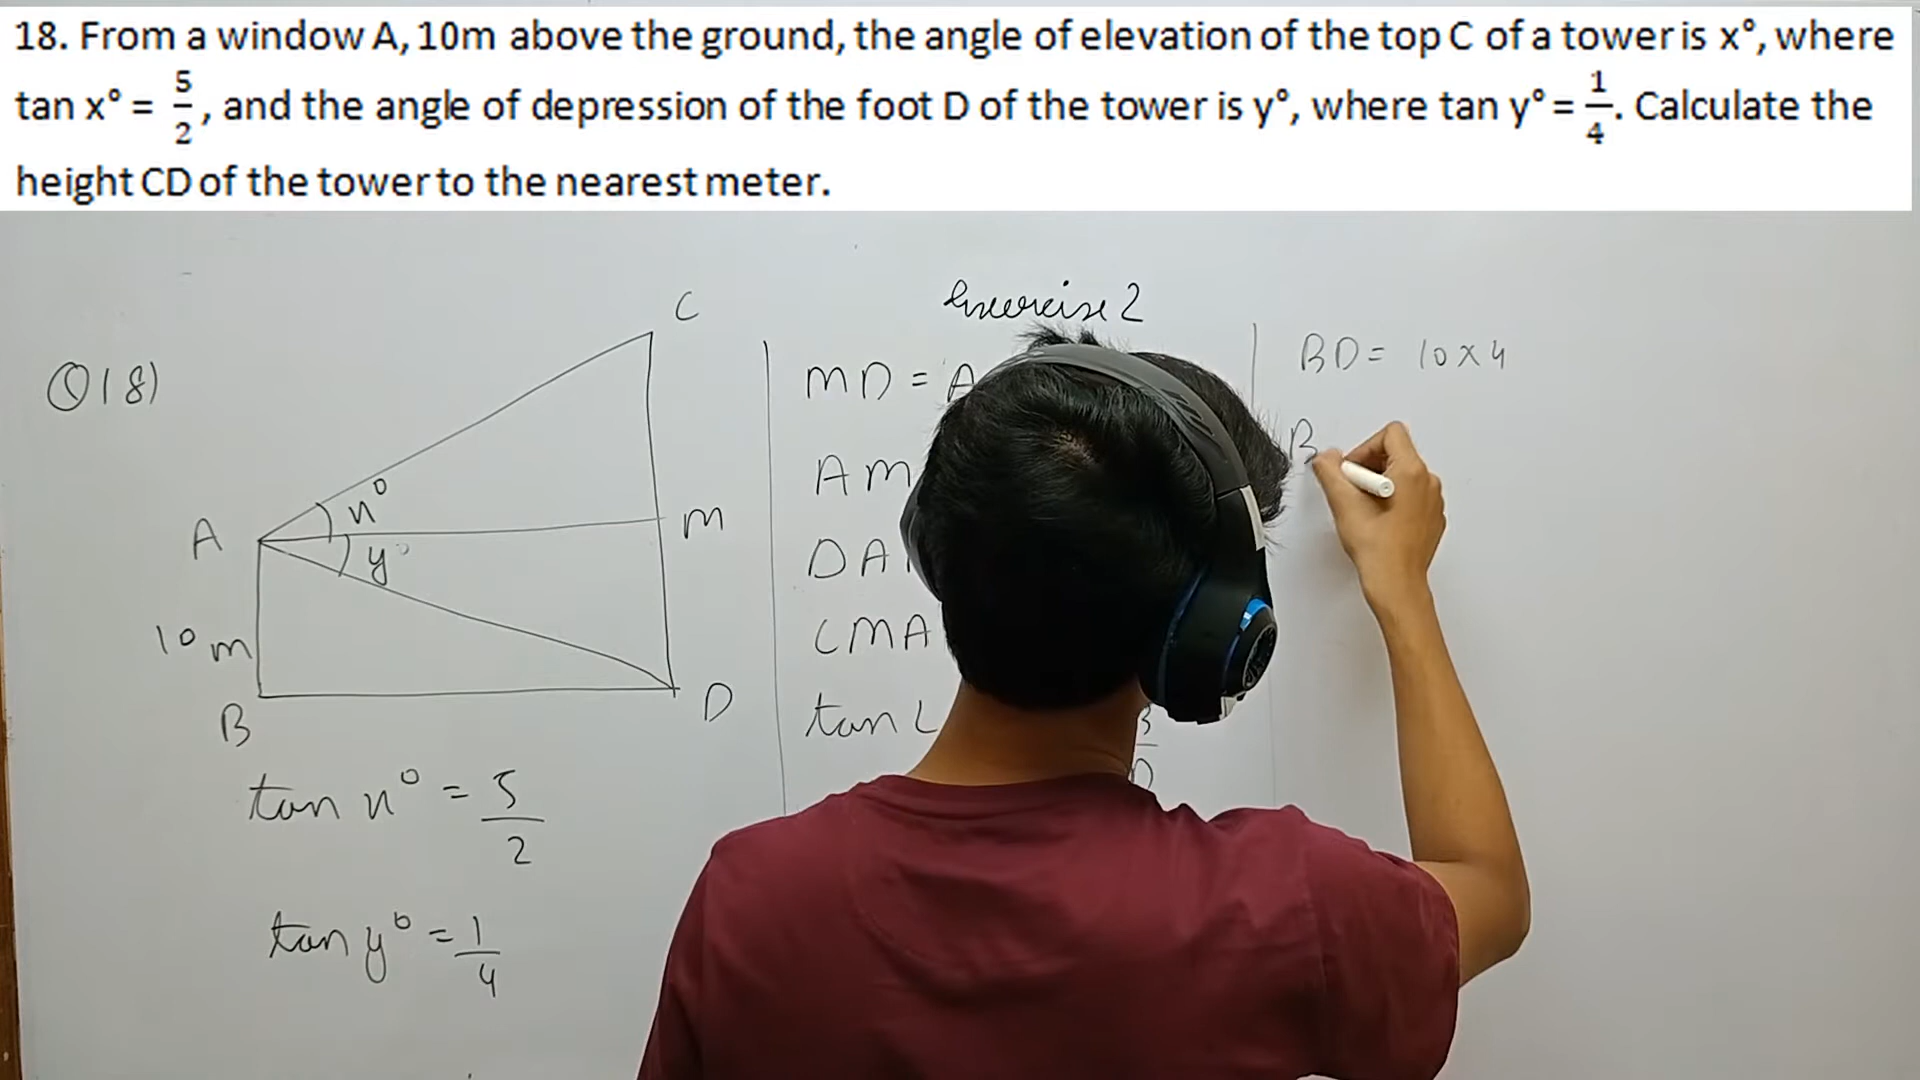 18. From a window A, 10m above the ground, the angle of elevation of the top C of a tower is x°, where
tan x° = 5/2, and the angle of depression of the foot D of the tower is y°, where tan y° = 1/4. Calculate the
height CD of the tower to the nearest meter.
Exercise 2
Q18)
C
A
x°
y°
M
10 m
B
D
tan x° = 5/2
tan y° = 1/4
MD = A
AM
DA
CMA
tan L
BD = 10 x 4
B